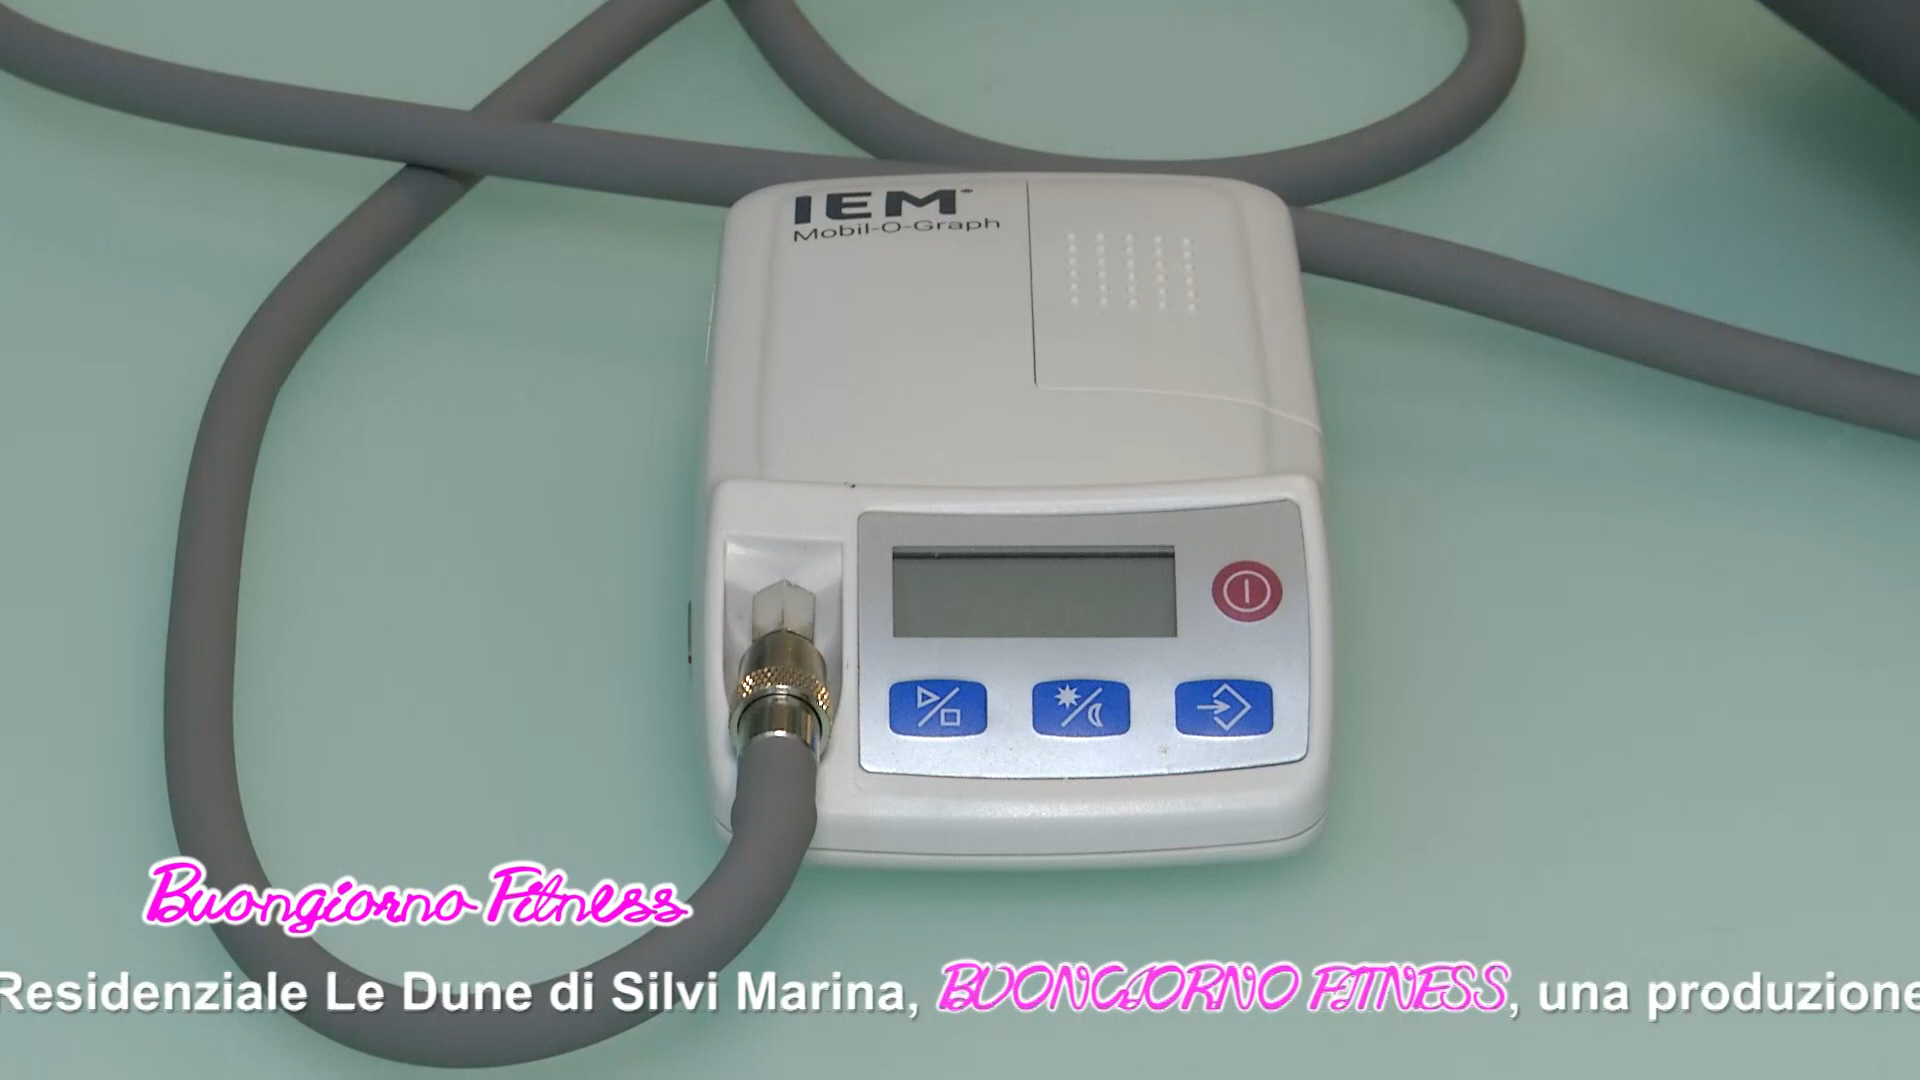 IEM
Mobil-O-Graph
Buongiorno Fitness
Residenziale Le Dune di Silvi Marina, BUONGIORNO FITNESS, una produzione